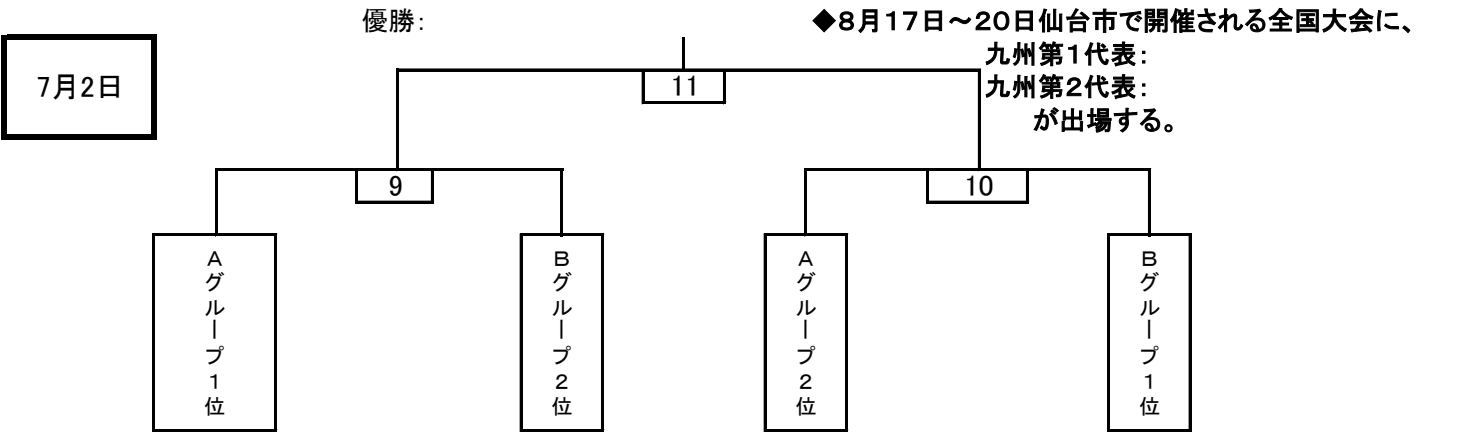 優勝:
◆8月17日～20日仙台市で開催される全国大会に、
九州第1代表:
九州第2代表:
が出場する。
7月2日
11
9
10
Aグループ1位
Bグループ2位
Aグループ2位
Bグループ1位